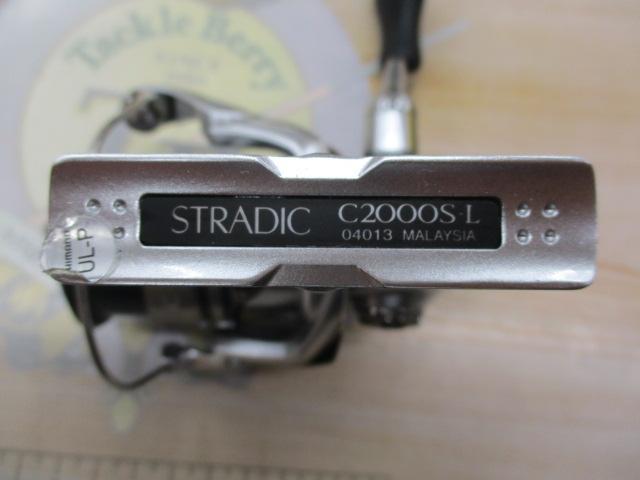 Tackle Berry
STRADIC C2000S-L
04013 MALAYSIA
UL-P